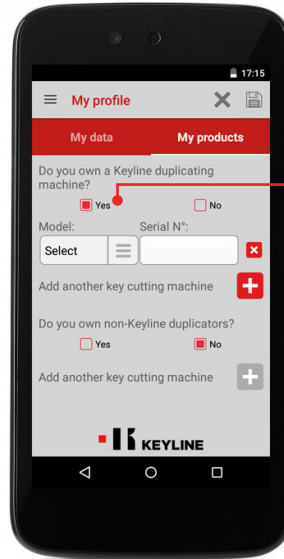 17:15
My profile
My data My products
Do you own a Keyline duplicating
machine?
Yes No
Model: Serial N°:
Select
Add another key cutting machine
Do you own non-Keyline duplicators?
Yes No
Add another key cutting machine
KEYLINE